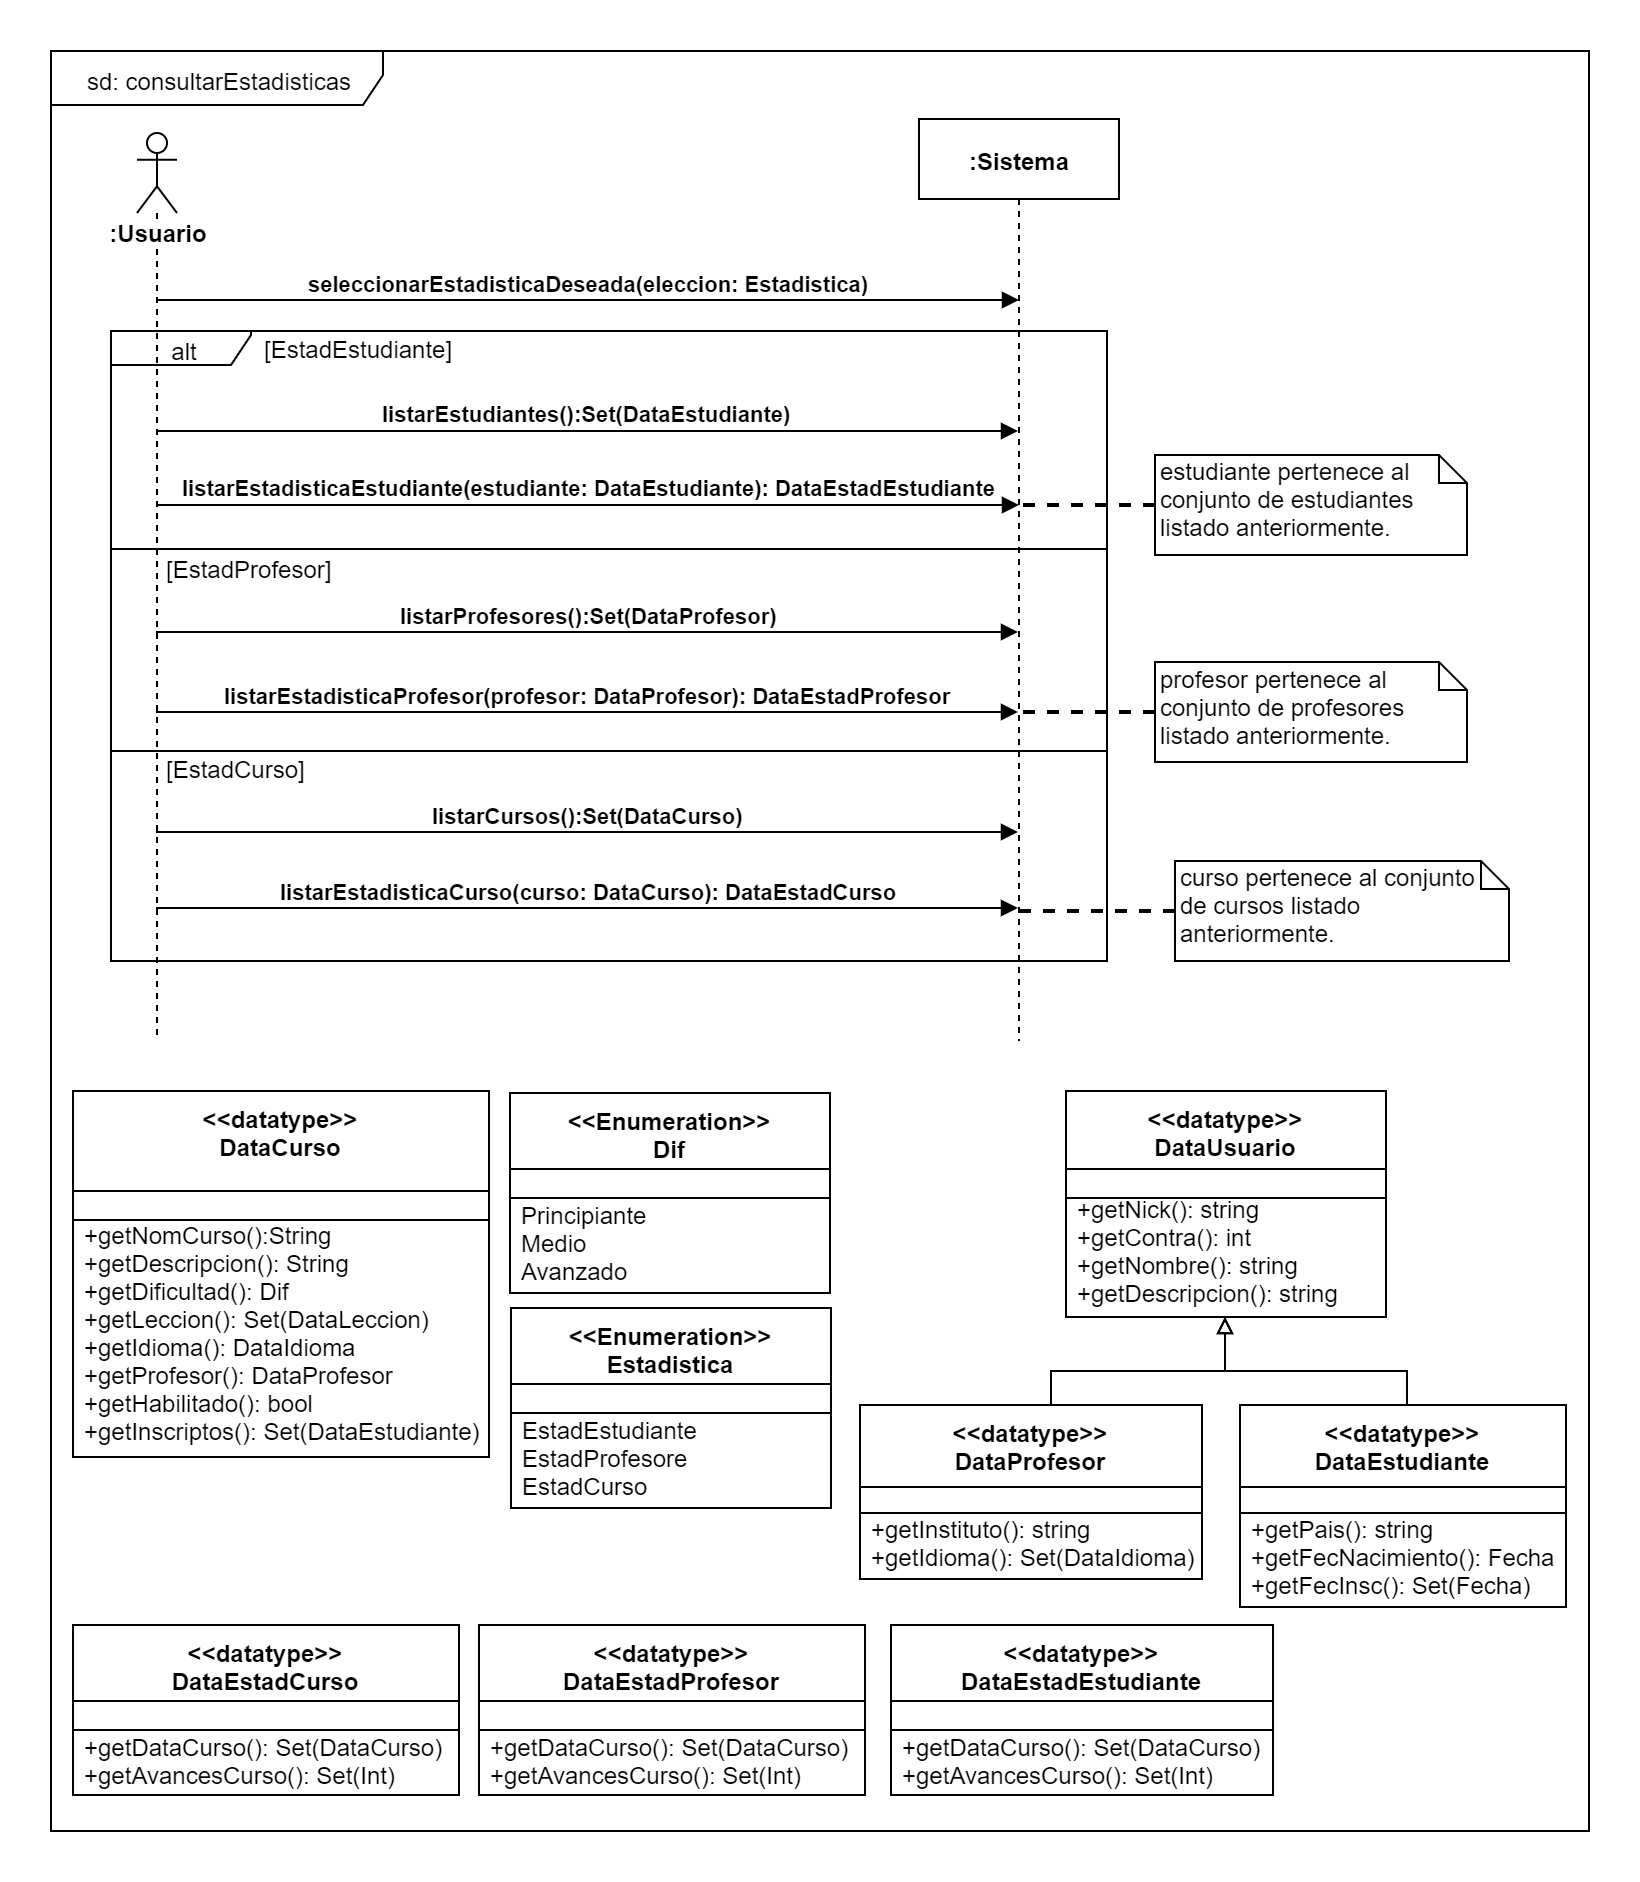 sd: consultarEstadisticas
:Usuario
:Sistema
seleccionarEstadisticaDeseada(eleccion: Estadistica)
alt
[EstadEstudiante]
listarEstudiantes():Set(DataEstudiante)
listarEstadisticaEstudiante(estudiante: DataEstudiante): DataEstadEstudiante
estudiante pertenece al
conjunto de estudiantes
listado anteriormente.
[EstadProfesor]
listarProfesores():Set(DataProfesor)
listarEstadisticaProfesor(profesor: DataProfesor): DataEstadProfesor
profesor pertenece al
conjunto de profesores
listado anteriormente.
[EstadCurso]
listarCursos():Set(DataCurso)
listarEstadisticaCurso(curso: DataCurso): DataEstadCurso
curso pertenece al conjunto
de cursos listado
anteriormente.
<<datatype>>
DataCurso
+getNomCurso():String
+getDescripcion(): String
+getDificultad(): Dif
+getLeccion(): Set(DataLeccion)
+getIdioma(): DataIdioma
+getProfesor(): DataProfesor
+getHabilitado(): bool
+getInscriptos(): Set(DataEstudiante)
<<Enumeration>>
Dif
Principiante
Medio
Avanzado
<<Enumeration>>
Estadistica
EstadEstudiante
EstadProfesore
EstadCurso
<<datatype>>
DataUsuario
+getNick(): string
+getContra(): int
+getNombre(): string
+getDescripcion(): string
<<datatype>>
DataProfesor
+getInstituto(): string
+getIdioma(): Set(DataIdioma)
<<datatype>>
DataEstudiante
+getPais(): string
+getFecNacimiento(): Fecha
+getFecInsc(): Set(Fecha)
<<datatype>>
DataEstadCurso
+getDataCurso(): Set(DataCurso)
+getAvancesCurso(): Set(Int)
<<datatype>>
DataEstadProfesor
+getDataCurso(): Set(DataCurso)
+getAvancesCurso(): Set(Int)
<<datatype>>
DataEstadEstudiante
+getDataCurso(): Set(DataCurso)
+getAvancesCurso(): Set(Int)